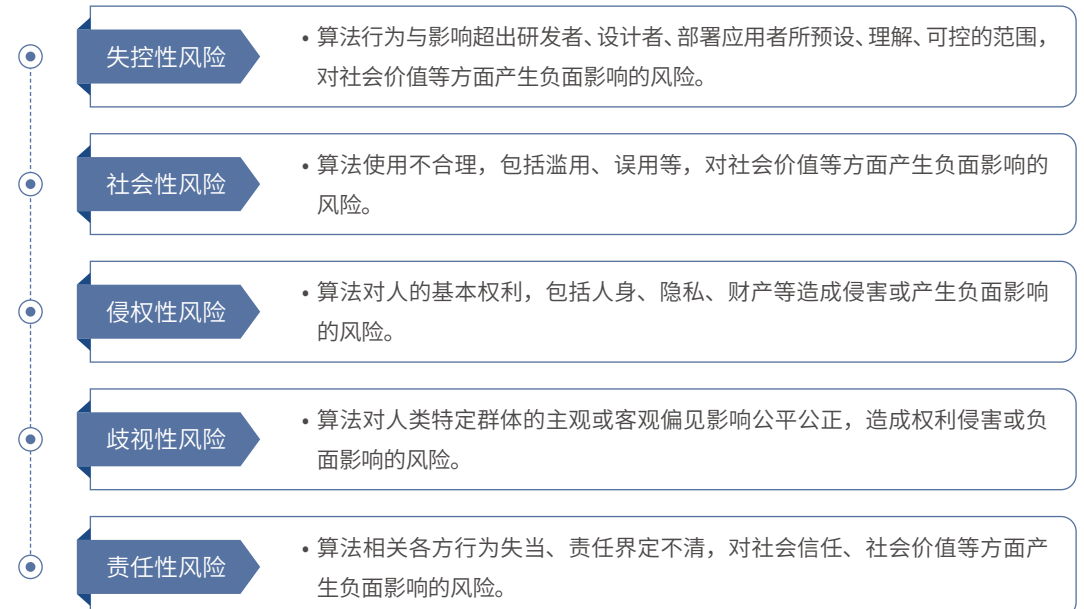 失控性风险
• 算法行为与影响超出研发者、设计者、部署应用者所预设、理解、可控的范围，
对社会价值等方面产生负面影响的风险。
社会性风险
• 算法使用不合理，包括滥用、误用等，对社会价值等方面产生负面影响的
风险。
侵权性风险
• 算法对人的基本权利，包括人身、隐私、财产等造成侵害或产生负面影响
的风险。
歧视性风险
• 算法对人类特定群体的主观或客观偏见影响公平公正，造成权利侵害或负
面影响的风险。
责任性风险
• 算法相关各方行为失当、责任界定不清，对社会信任、社会价值等方面产
生负面影响的风险。